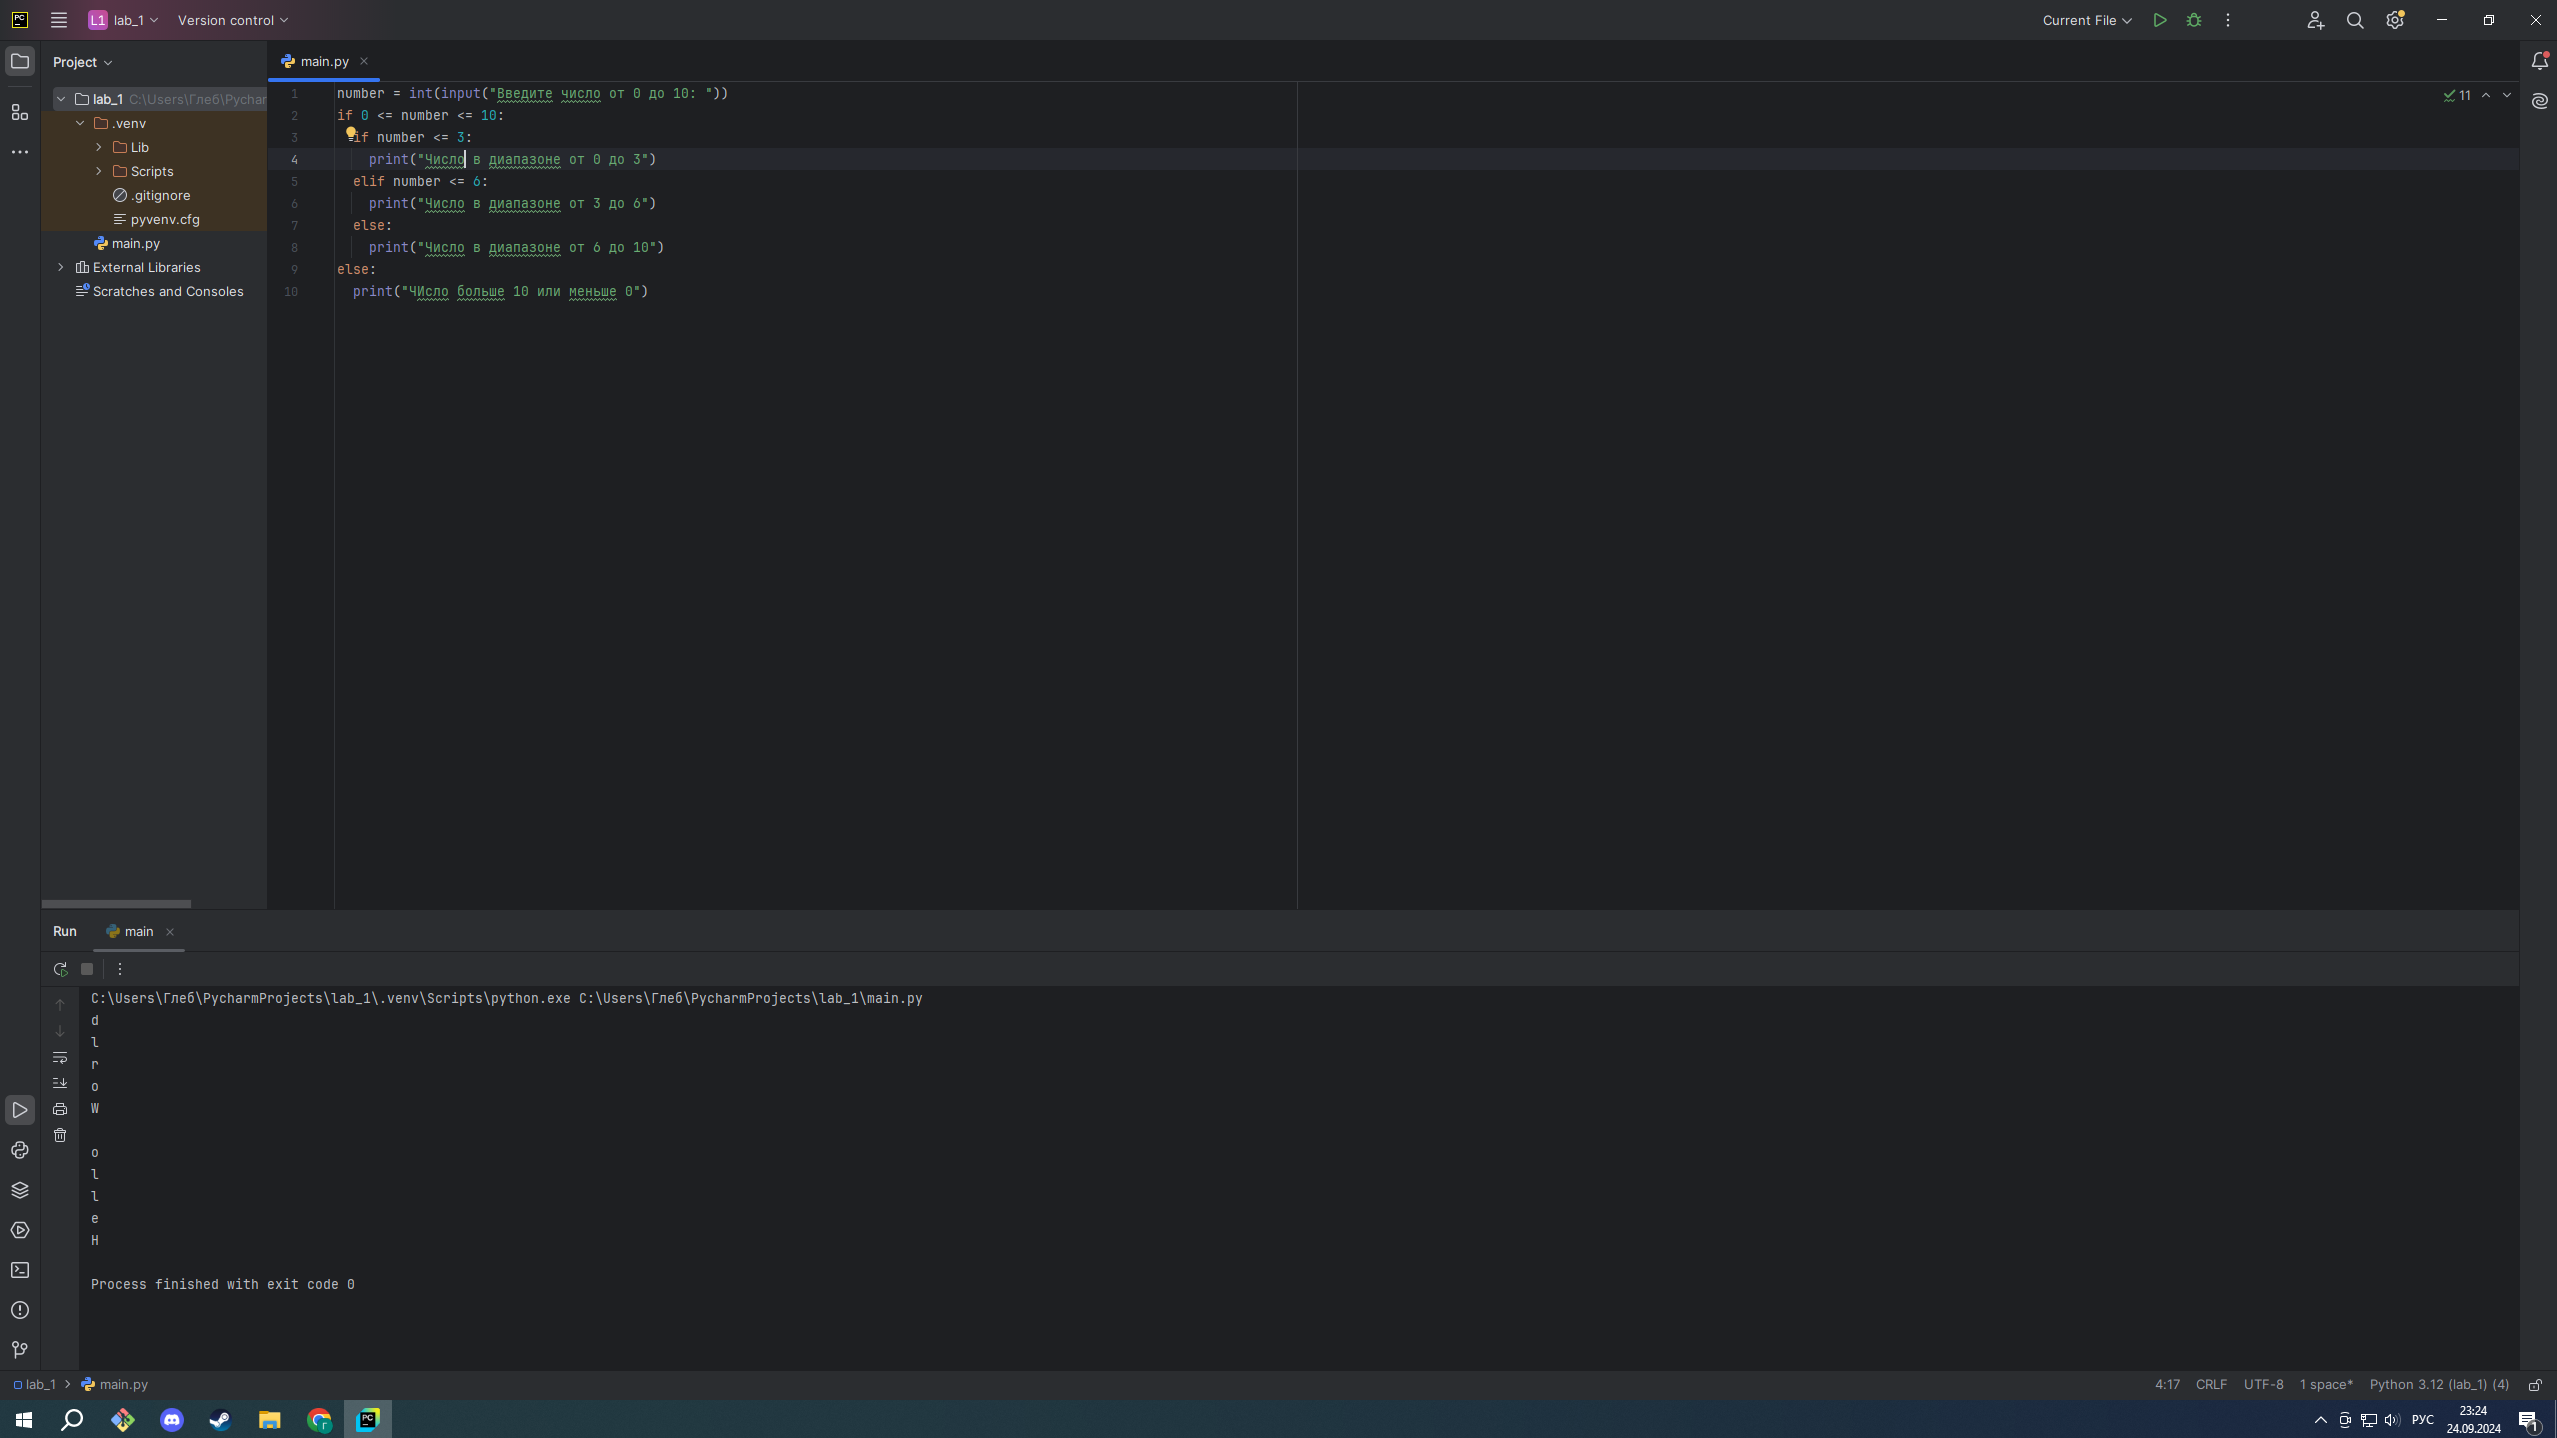 L1 lab_1 Version control Current File
Project main.py
lab_1 C:\Users\Глеб\Pychar
.venv
Lib
Scripts
.gitignore
pyvenv.cfg
main.py
External Libraries
Scratches and Consoles
1 number = int(input("Введите число от 0 до 10: ")) 11
2 if 0 <= number <= 10:
3 if number <= 3:
4 print("Число в диапазоне от 0 до 3")
5 elif number <= 6:
6 print("Число в диапазоне от 3 до 6")
7 else:
8 print("Число в диапазоне от 6 до 10")
9 else:
10 print("ЧИсло больше 10 или меньше 0")
Run main
C:\Users\Глеб\PycharmProjects\lab_1\.venv\Scripts\python.exe C:\Users\Глеб\PycharmProjects\lab_1\main.py
d
l
r
o
W
o
l
l
e
H
Process finished with exit code 0
lab_1 main.py 4:17 CRLF UTF-8 1 space* Python 3.12 (lab_1) (4)
РУС 23:24
24.09.2024 1